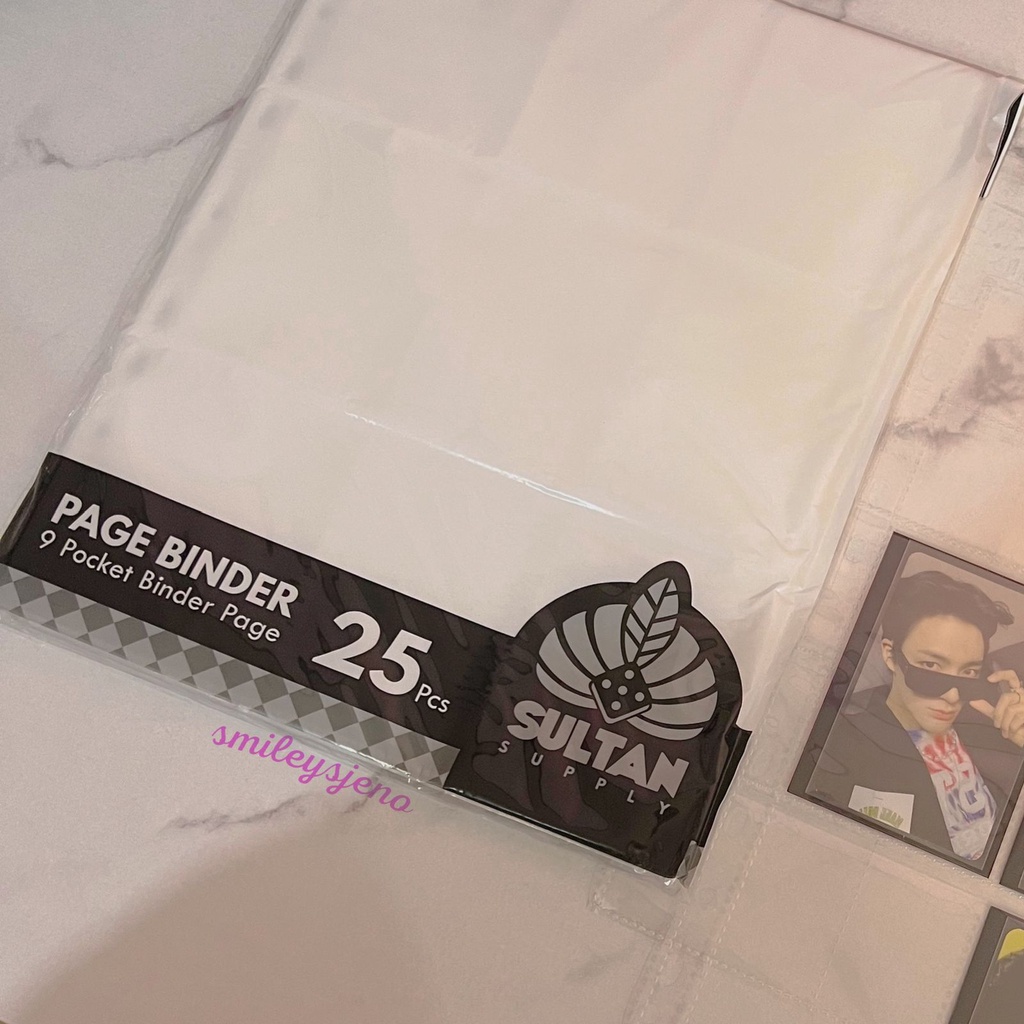 PAGE BINDER
9 Pocket Binder Page
25 Pcs
SULTAN
SUPPLY
smileysjeno